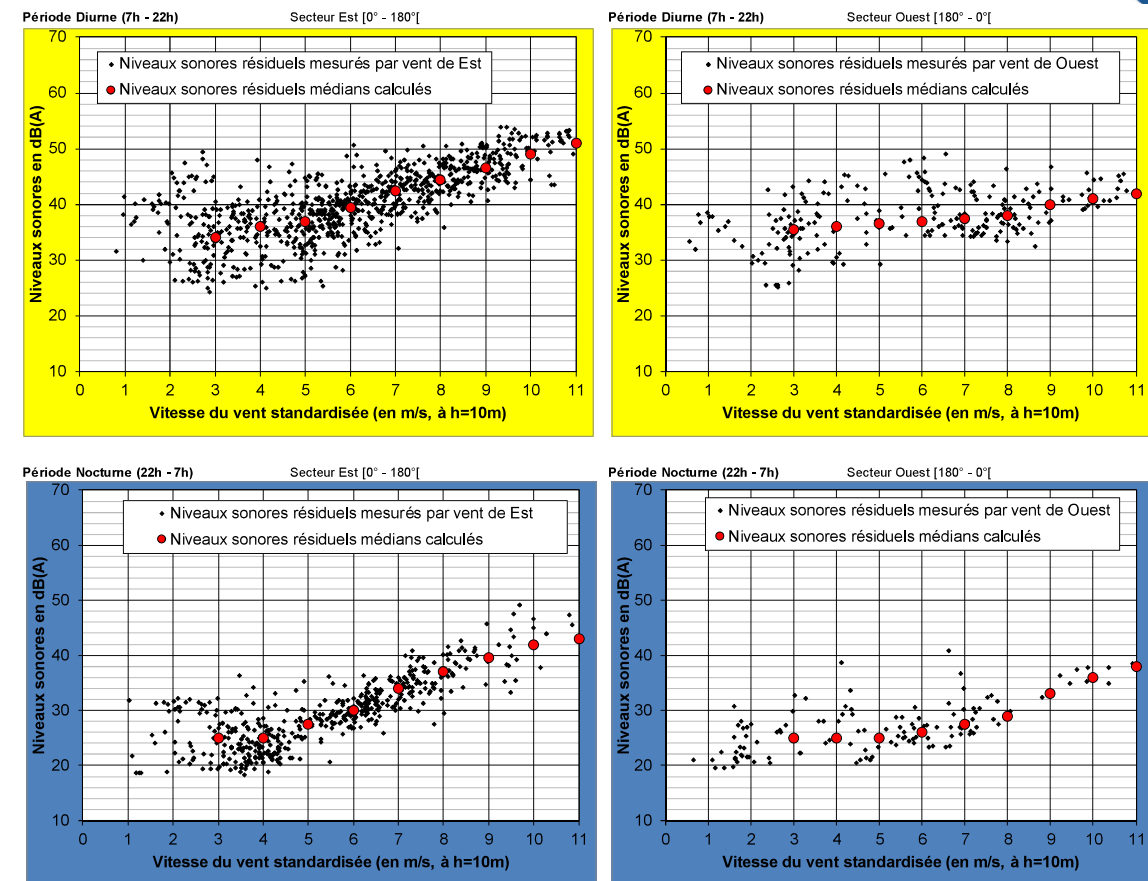 Période Diurne (7h - 22h) Secteur Est [0° - 180°[
70
60
50
40
30
20
10
Niveaux sonores en dB(A)
Niveaux sonores résiduels mesurés par vent de Est
Niveaux sonores résiduels médians calculés
0 1 2 3 4 5 6 7 8 9 10 11
Vitesse du vent standardisée (en m/s, à h=10m)
Période Diurne (7h - 22h) Secteur Ouest [180° - 0°[
70
60
50
40
30
20
10
Niveaux sonores en dB(A)
Niveaux sonores résiduels mesurés par vent de Ouest
Niveaux sonores résiduels médians calculés
0 1 2 3 4 5 6 7 8 9 10 11
Vitesse du vent standardisée (en m/s, à h=10m)
Période Nocturne (22h - 7h) Secteur Est [0° - 180°[
70
60
50
40
30
20
10
Niveaux sonores en dB(A)
Niveaux sonores résiduels mesurés par vent de Est
Niveaux sonores résiduels médians calculés
0 1 2 3 4 5 6 7 8 9 10 11
Vitesse du vent standardisée (en m/s, à h=10m)
Période Nocturne (22h - 7h) Secteur Ouest [180° - 0°[
70
60
50
40
30
20
10
Niveaux sonores en dB(A)
Niveaux sonores résiduels mesurés par vent de Ouest
Niveaux sonores résiduels médians calculés
0 1 2 3 4 5 6 7 8 9 10 11
Vitesse du vent standardisée (en m/s, à h=10m)